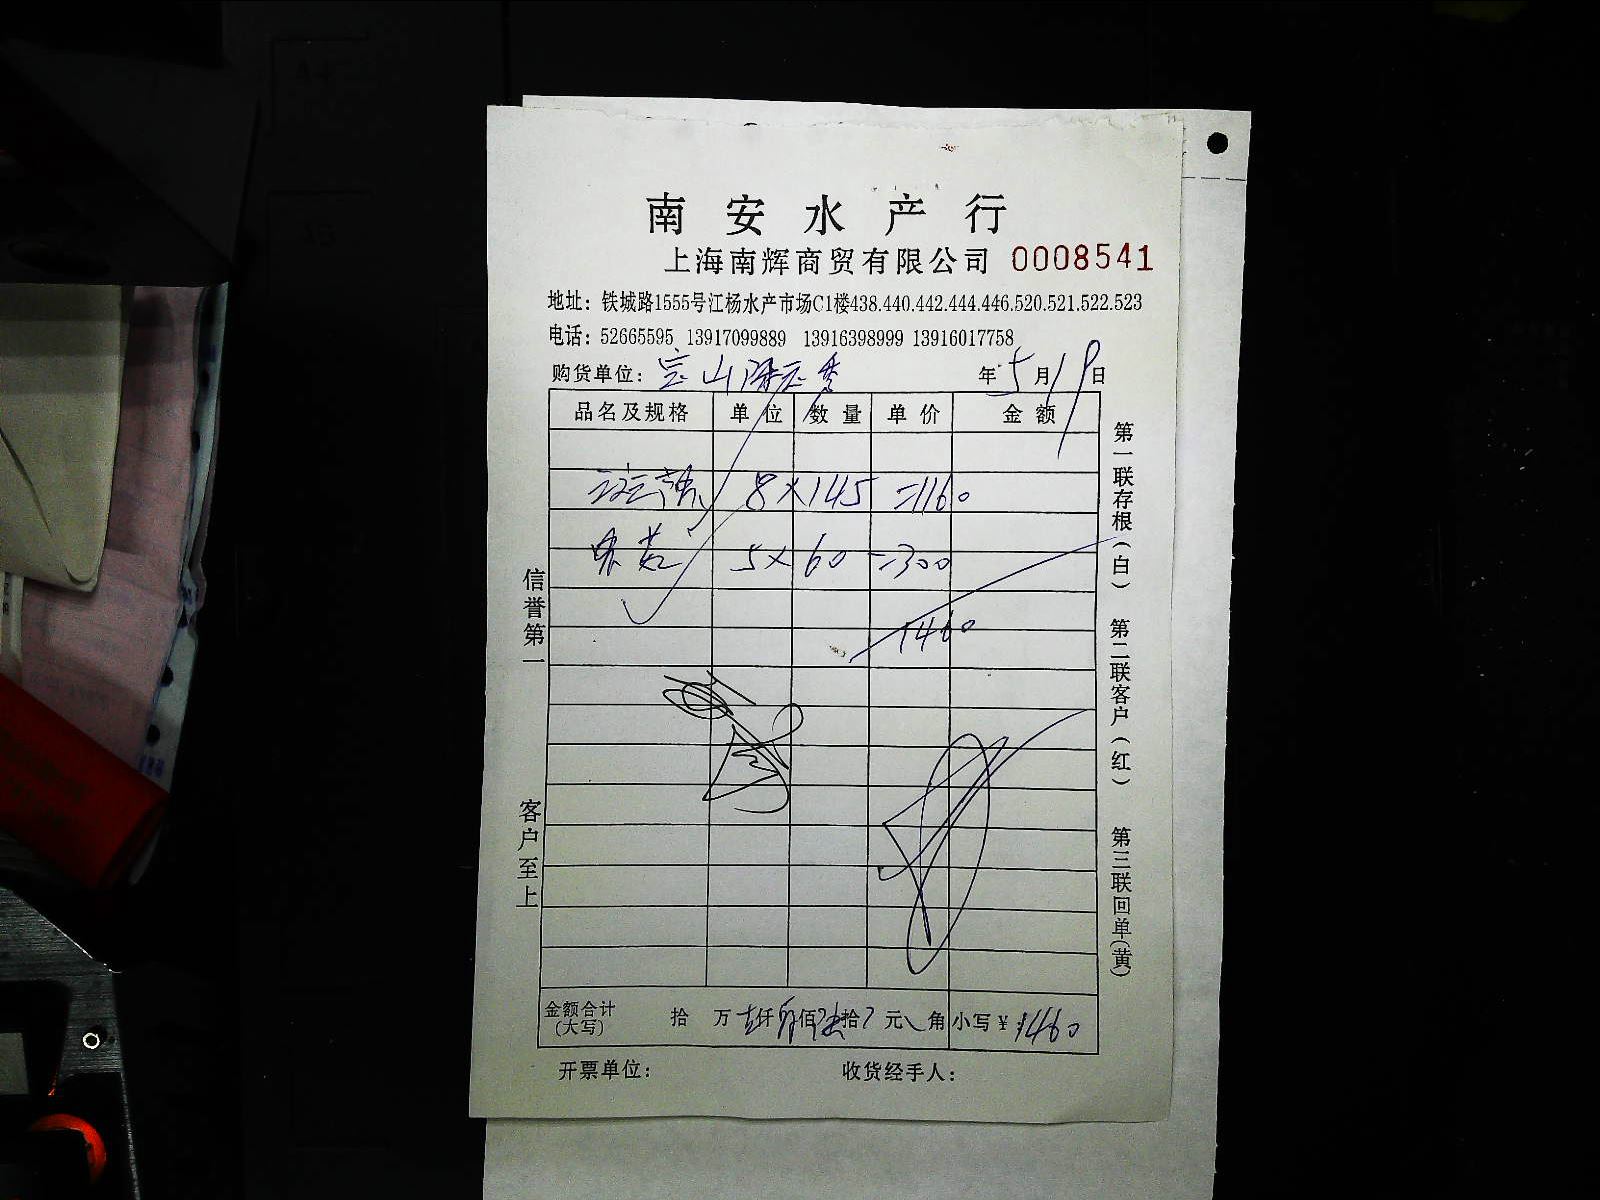 南安水产行
上海南辉商贸有限公司 0008541
地址：铁城路1555号江杨水产市场C1楼438.440.442.444.446.520.521.522.523
电话：52665595 13917099889 13916398999 13916017758
购货单位：宝山 年 5月19日
品名及规格 单位 数量 单价 金额
8×145 =1160
5×60 =300
1460
金额合计（大写） 拾 万 壹仟肆佰陆拾 元 角 小写￥ 1460
开票单位： 收货经手人：
信誉第一
客户至上
第一联存根（白）
第二联客户（红）
第三联回单（黄）